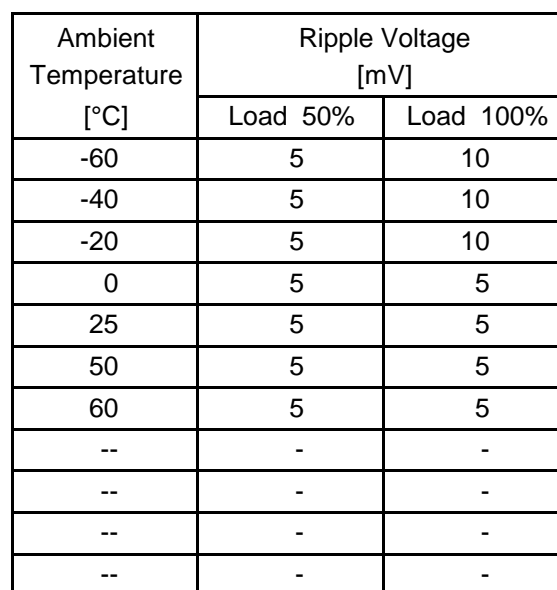 Ambient Temperature [°C] Ripple Voltage [mV]
Load 50% Load 100%
-60 5 10
-40 5 10
-20 5 10
0 5 5
25 5 5
50 5 5
60 5 5
-- - -
-- - -
-- - -
-- - -